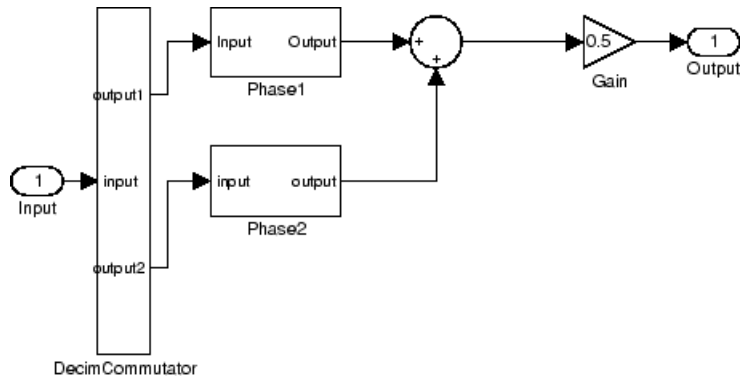 Input Output
Phase1
+
+
0.5
Gain
1
Output
output1
input
output2
DecimCommutator
1
Input
input output
Phase2